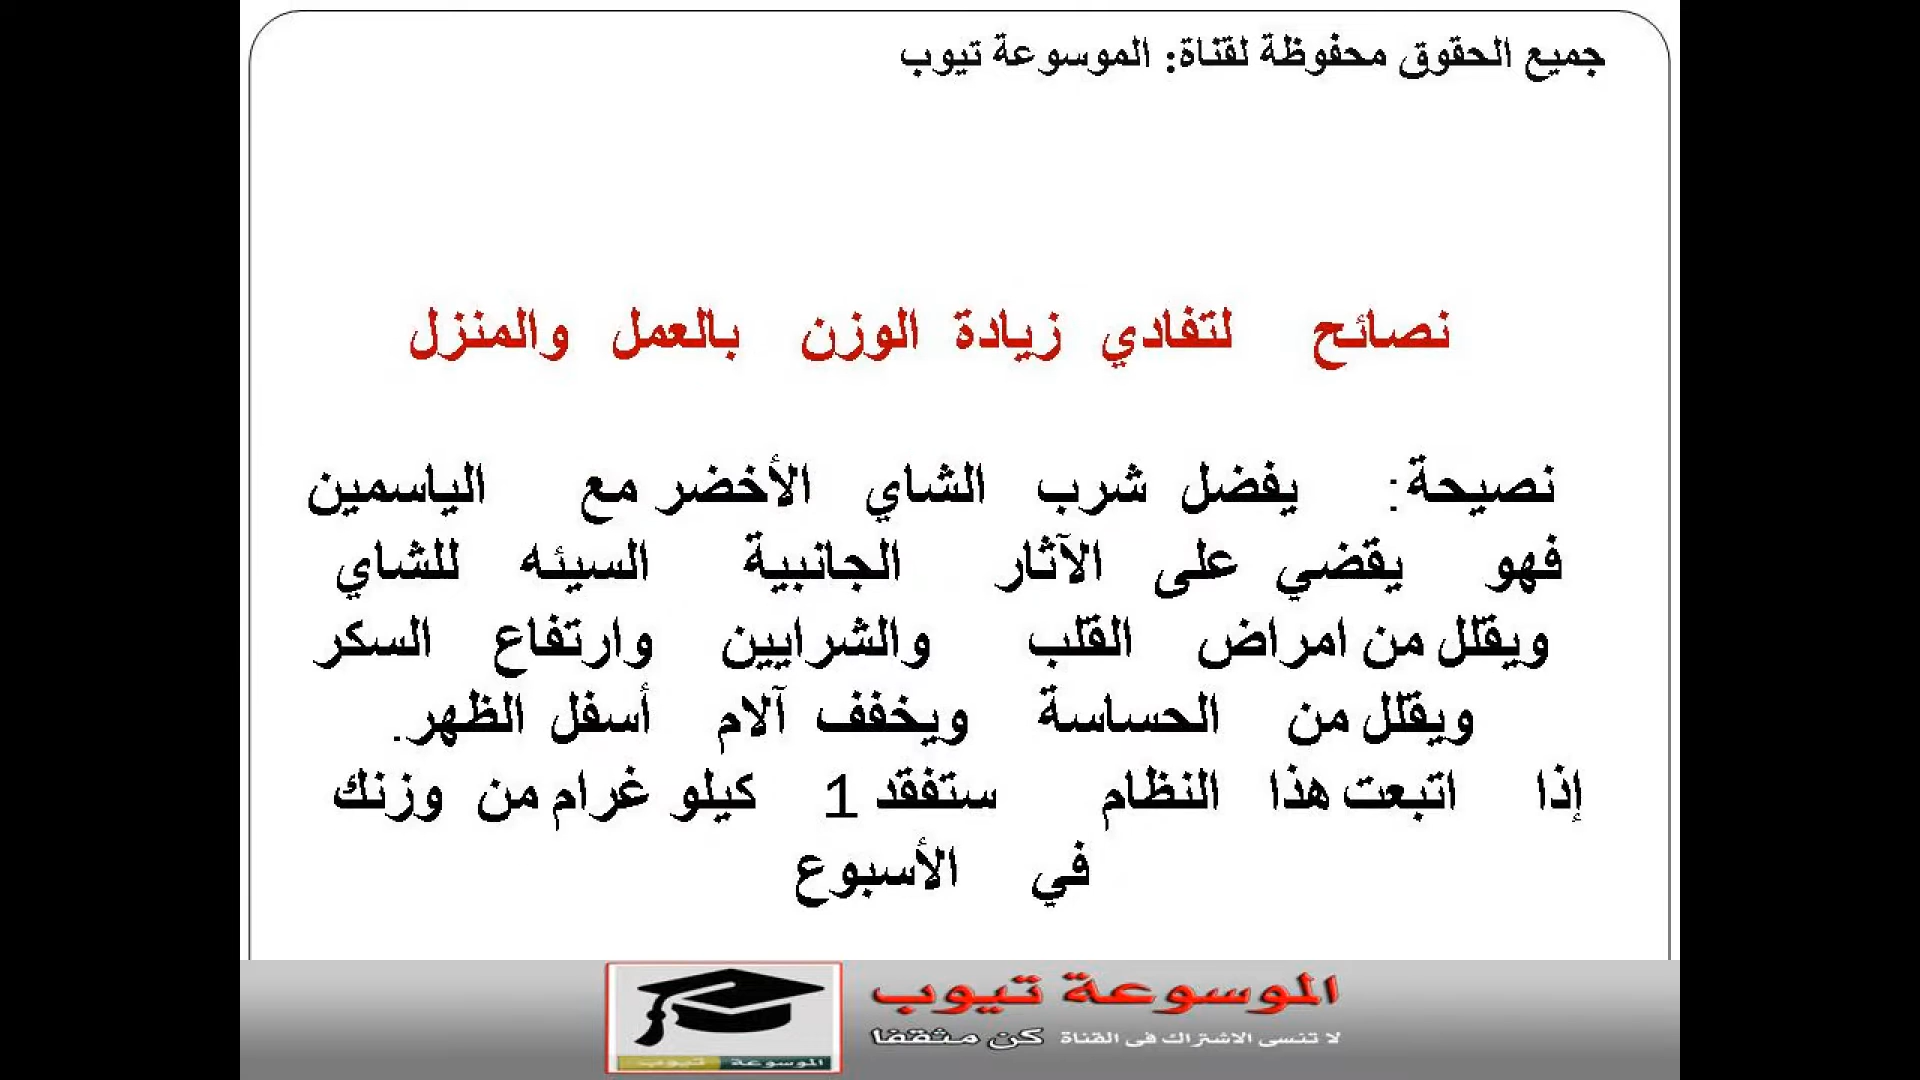 جميع الحقوق محفوظة لقناة: الموسوعة تيوب
نصائح لتفادي زيادة الوزن بالعمل والمنزل
نصيحة: يفضل شرب الشاي الأخضر مع الياسمين
فهو يقضي على الآثار الجانبية السيئه للشاي
ويقلل من امراض القلب والشرايين وارتفاع السكر
ويقلل من الحساسة ويخفف آلام أسفل الظهر.
إذا اتبعت هذا النظام ستفقد 1 كيلو غرام من وزنك
في الأسبوع
الموسوعة تيوب
لا تنسى الاشتراك فى القناة كن مثقفا
الموسوعة تيوب